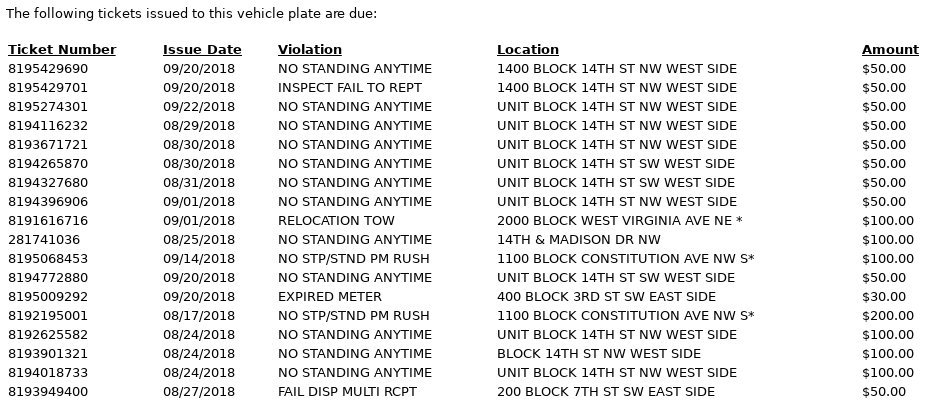 The following tickets issued to this vehicle plate are due:
Ticket Number Issue Date Violation Location Amount
8195429690 09/20/2018 NO STANDING ANYTIME 1400 BLOCK 14TH ST NW WEST SIDE $50.00
8195429701 09/20/2018 INSPECT FAIL TO REPT 1400 BLOCK 14TH ST NW WEST SIDE $50.00
8195274301 09/22/2018 NO STANDING ANYTIME UNIT BLOCK 14TH ST NW WEST SIDE $50.00
8194116232 08/29/2018 NO STANDING ANYTIME UNIT BLOCK 14TH ST NW WEST SIDE $50.00
8193671721 08/30/2018 NO STANDING ANYTIME UNIT BLOCK 14TH ST NW WEST SIDE $50.00
8194265870 08/30/2018 NO STANDING ANYTIME UNIT BLOCK 14TH ST SW WEST SIDE $50.00
8194327680 08/31/2018 NO STANDING ANYTIME UNIT BLOCK 14TH ST SW WEST SIDE $50.00
8194396906 09/01/2018 NO STANDING ANYTIME UNIT BLOCK 14TH ST NW WEST SIDE $50.00
8191616716 09/01/2018 RELOCATION TOW 2000 BLOCK WEST VIRGINIA AVE NE * $100.00
281741036 08/25/2018 NO STANDING ANYTIME 14TH & MADISON DR NW $100.00
8195068453 09/14/2018 NO STP/STND PM RUSH 1100 BLOCK CONSTITUTION AVE NW S* $100.00
8194772880 09/20/2018 NO STANDING ANYTIME UNIT BLOCK 14TH ST SW WEST SIDE $50.00
8195009292 09/20/2018 EXPIRED METER 400 BLOCK 3RD ST SW EAST SIDE $30.00
8192195001 08/17/2018 NO STP/STND PM RUSH 1100 BLOCK CONSTITUTION AVE NW S* $200.00
8192625582 08/24/2018 NO STANDING ANYTIME UNIT BLOCK 14TH ST NW WEST SIDE $100.00
8193901321 08/24/2018 NO STANDING ANYTIME BLOCK 14TH ST NW WEST SIDE $100.00
8194018733 08/24/2018 NO STANDING ANYTIME UNIT BLOCK 14TH ST NW WEST SIDE $100.00
8193949400 08/27/2018 FAIL DISP MULTI RCPT 200 BLOCK 7TH ST SW EAST SIDE $50.00